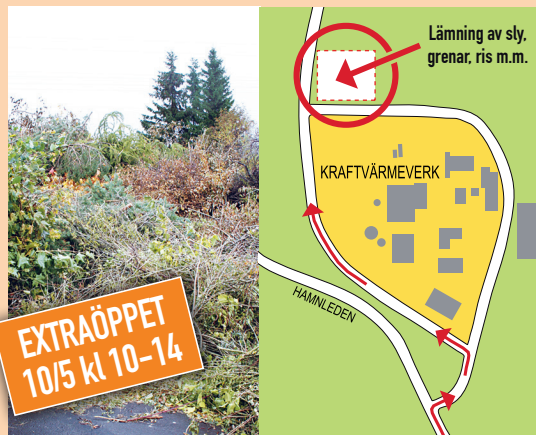 Lämning av sly,
grenar, ris m.m.
KRAFTVÄRMEVERK
HAMNLEDEN
EXTRAÖPPET
10/5 kl 10-14